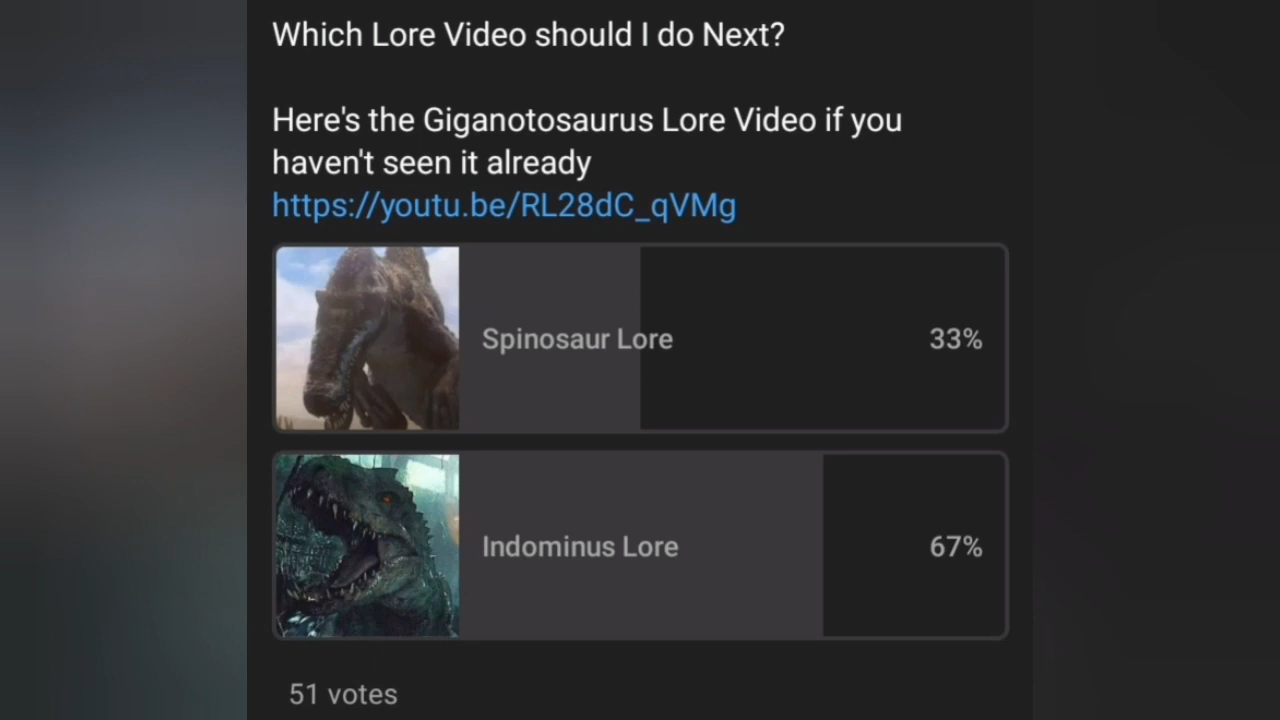 Which Lore Video should I do Next?
Here's the Giganotosaurus Lore Video if you
haven't seen it already
https://youtu.be/RL28dC_qVMg
Spinosaur Lore 33%
Indominus Lore 67%
51 votes